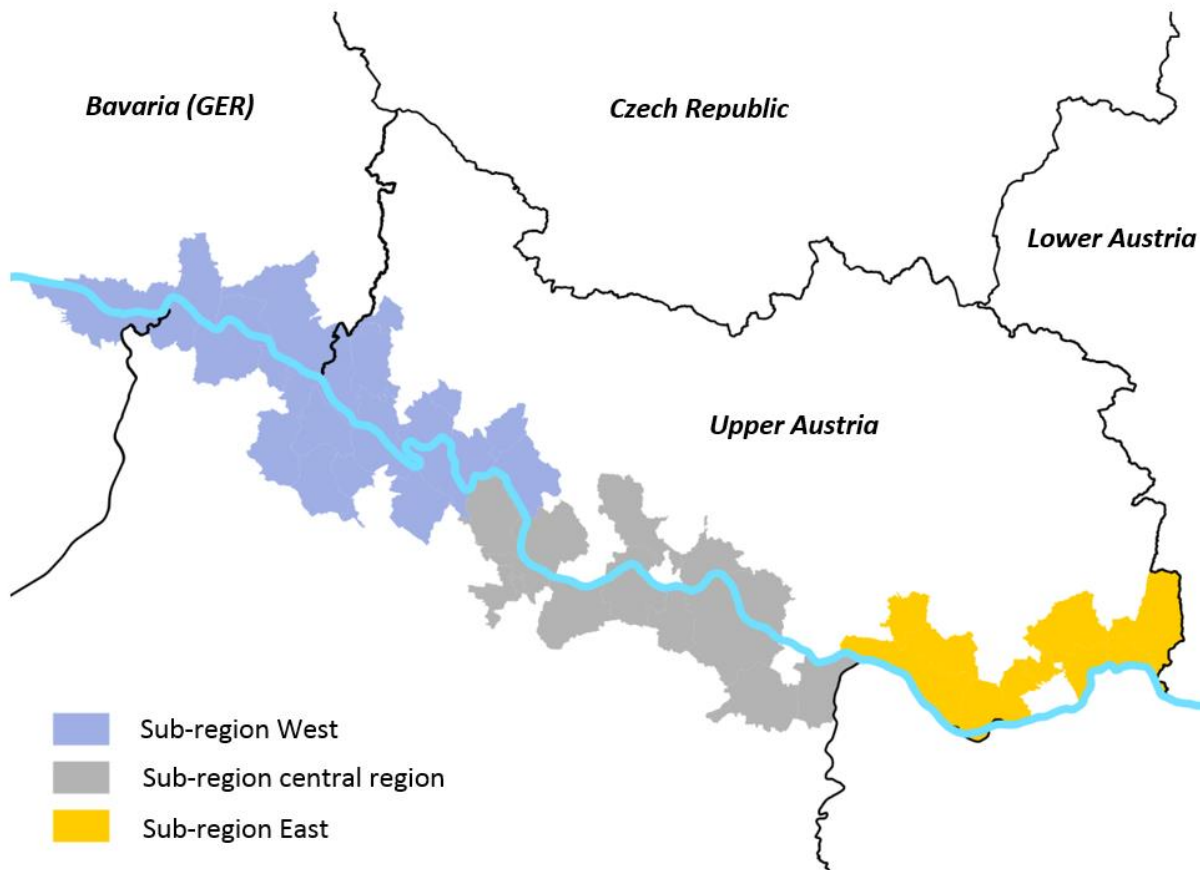 Bavaria (GER)
Czech Republic
Lower Austria
Upper Austria
Sub-region West
Sub-region central region
Sub-region East